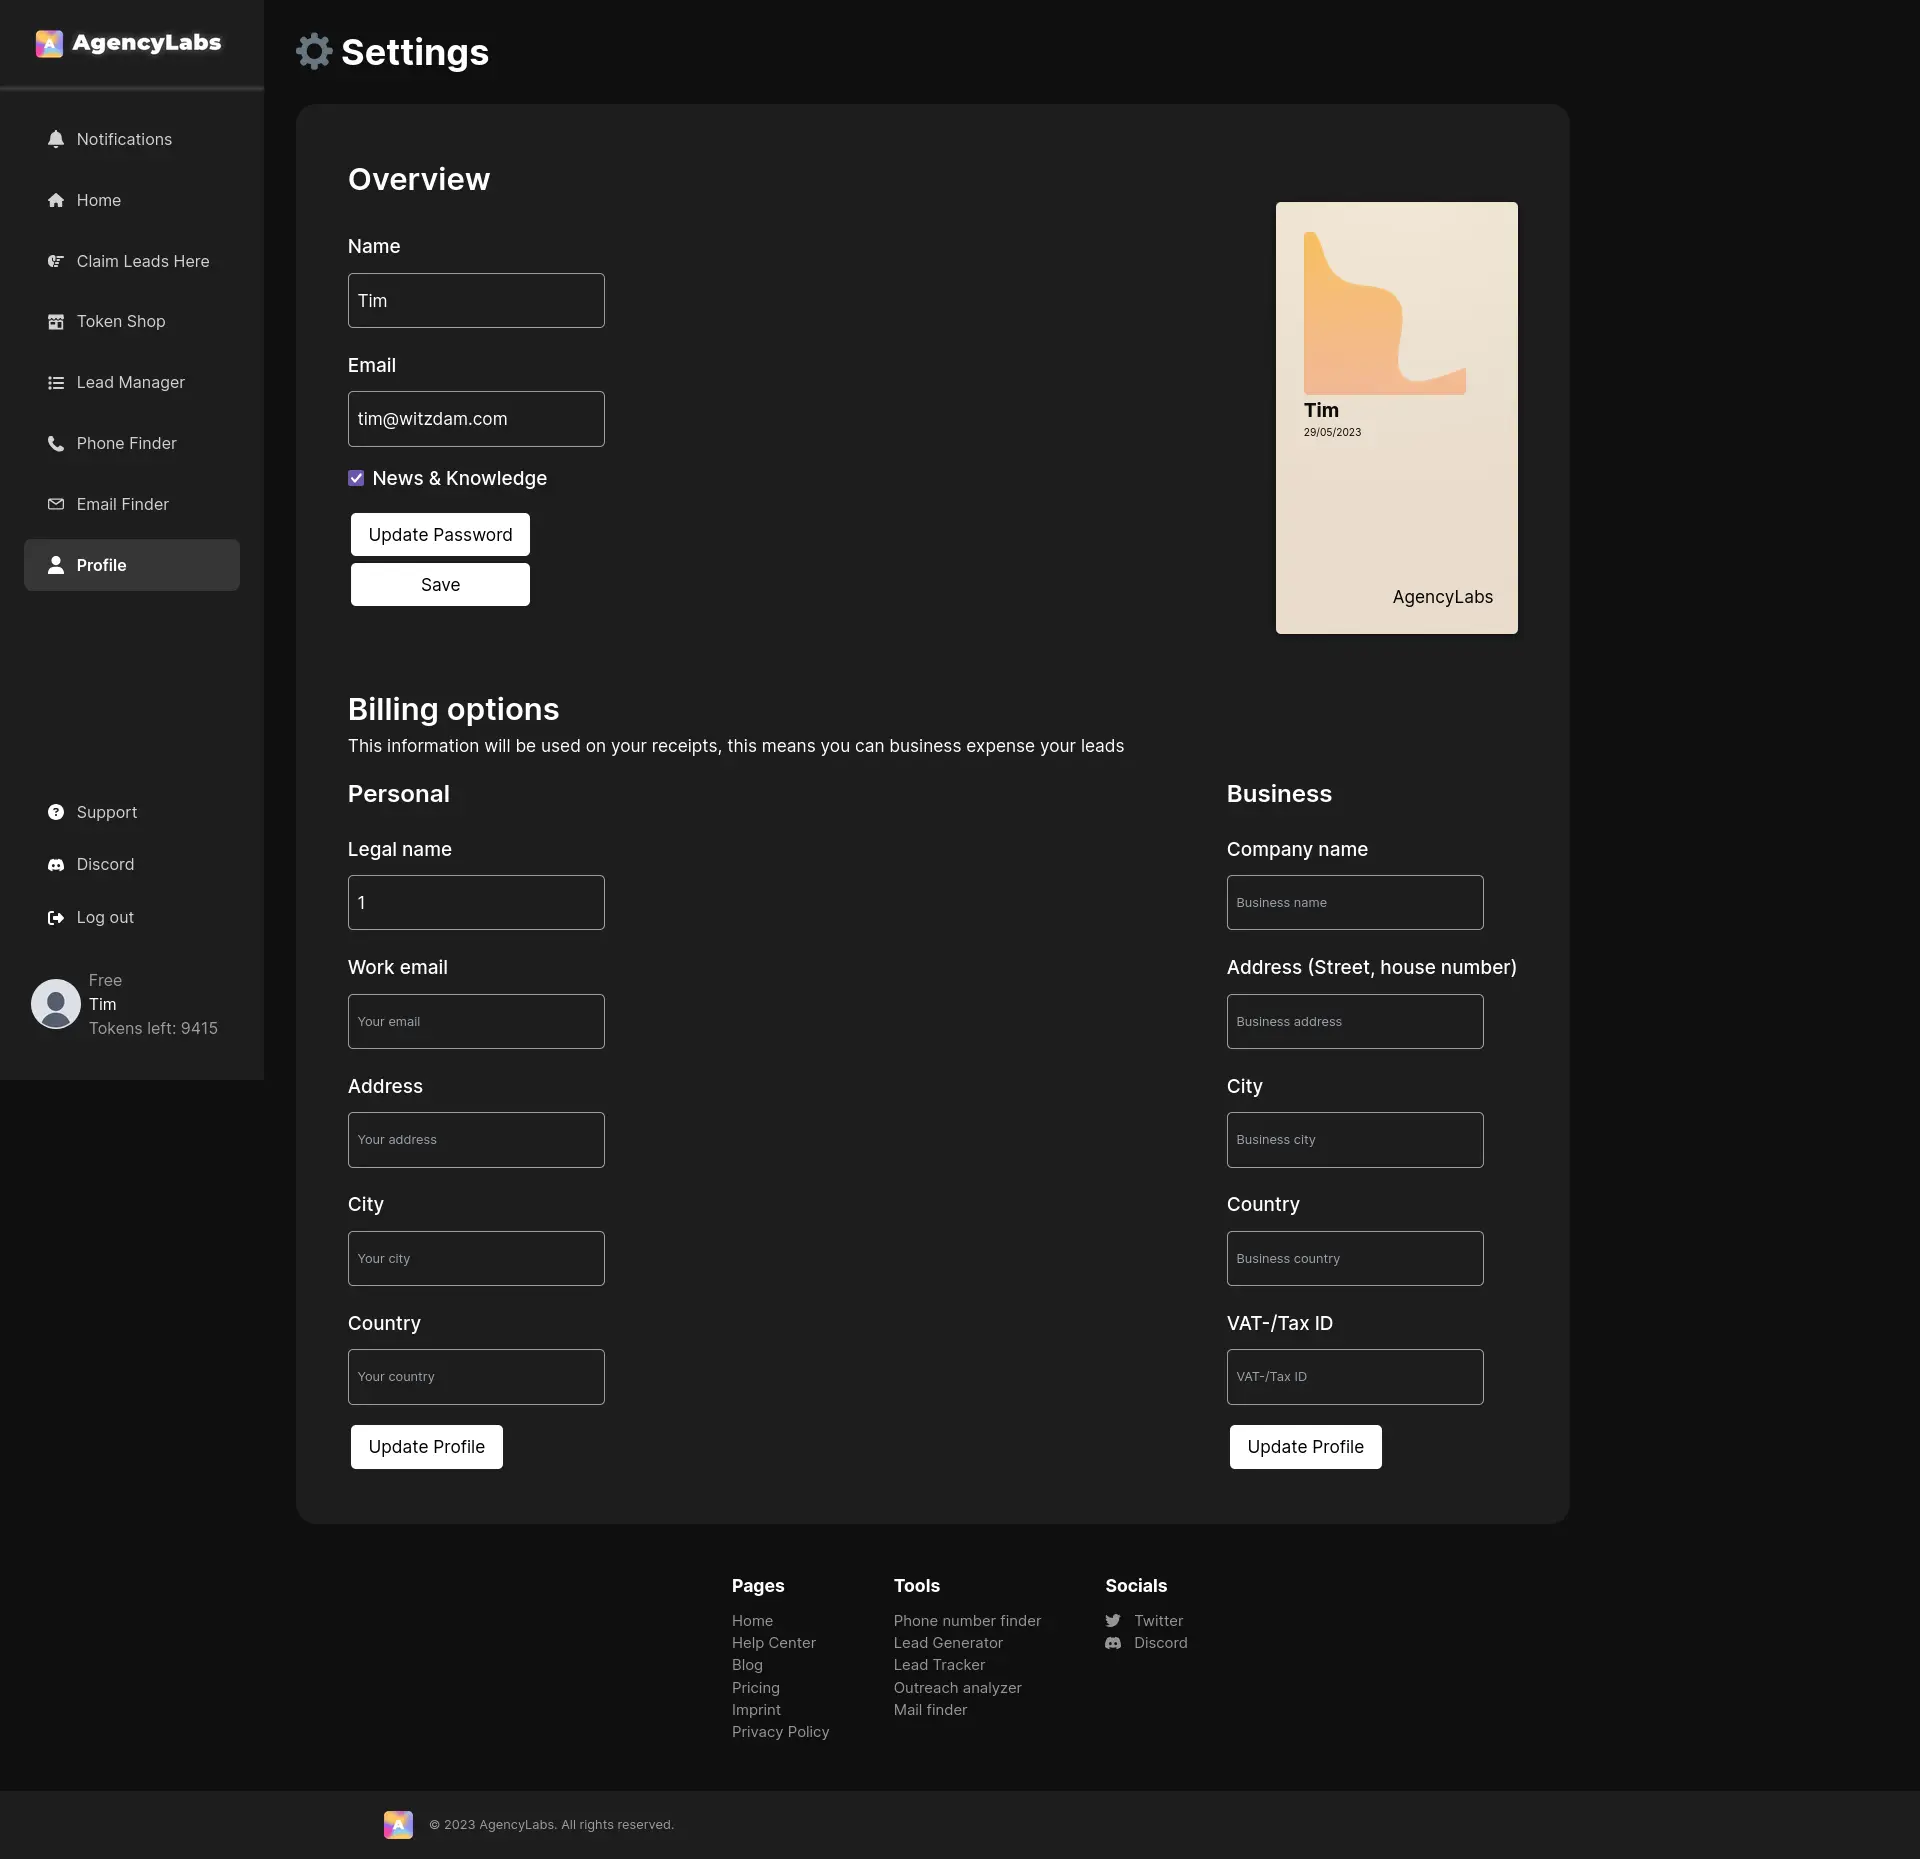 AgencyLabs
Notifications
Home
Claim Leads Here
Token Shop
Lead Manager
Phone Finder
Email Finder
Profile
Support
Discord
Log out
Free
Tim
Tokens left: 9415
Settings
Overview
Name
Tim
Email
tim@witzdam.com
News & Knowledge
Update Password
Save
Tim
29/05/2023
AgencyLabs
Billing options
This information will be used on your receipts, this means you can business expense your leads
Personal
Legal name
1
Work email
Your email
Address
Your address
City
Your city
Country
Your country
Update Profile
Business
Company name
Business name
Address (Street, house number)
Business address
City
Business city
Country
Business country
VAT-/Tax ID
VAT-/Tax ID
Update Profile
Pages
Home
Help Center
Blog
Pricing
Imprint
Privacy Policy
Tools
Phone number finder
Lead Generator
Lead Tracker
Outreach analyzer
Mail finder
Socials
Twitter
Discord
A
© 2023 AgencyLabs. All rights reserved.